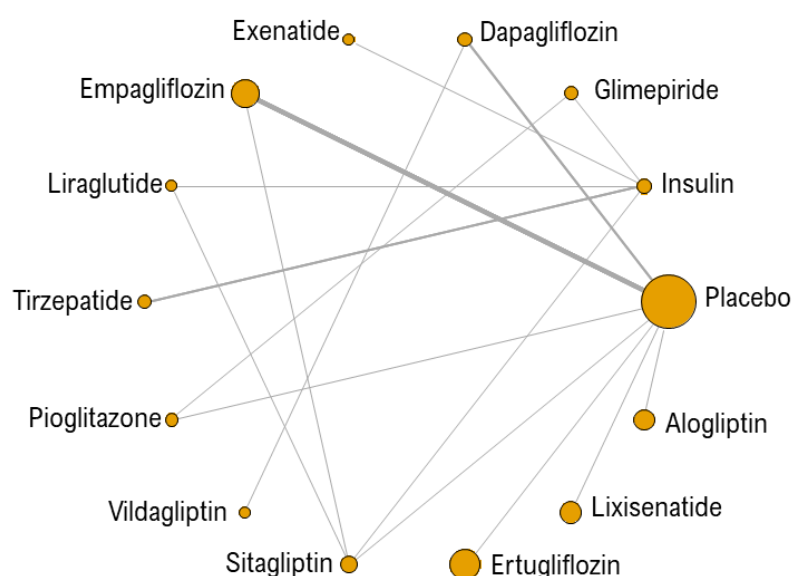 Exenatide
Dapagliflozin
Empagliflozin
Glimepiride
Liraglutide
Insulin
Tirzepatide
Placebo
Pioglitazone
Alogliptin
Vildagliptin
Lixisenatide
Sitagliptin
Ertugliflozin